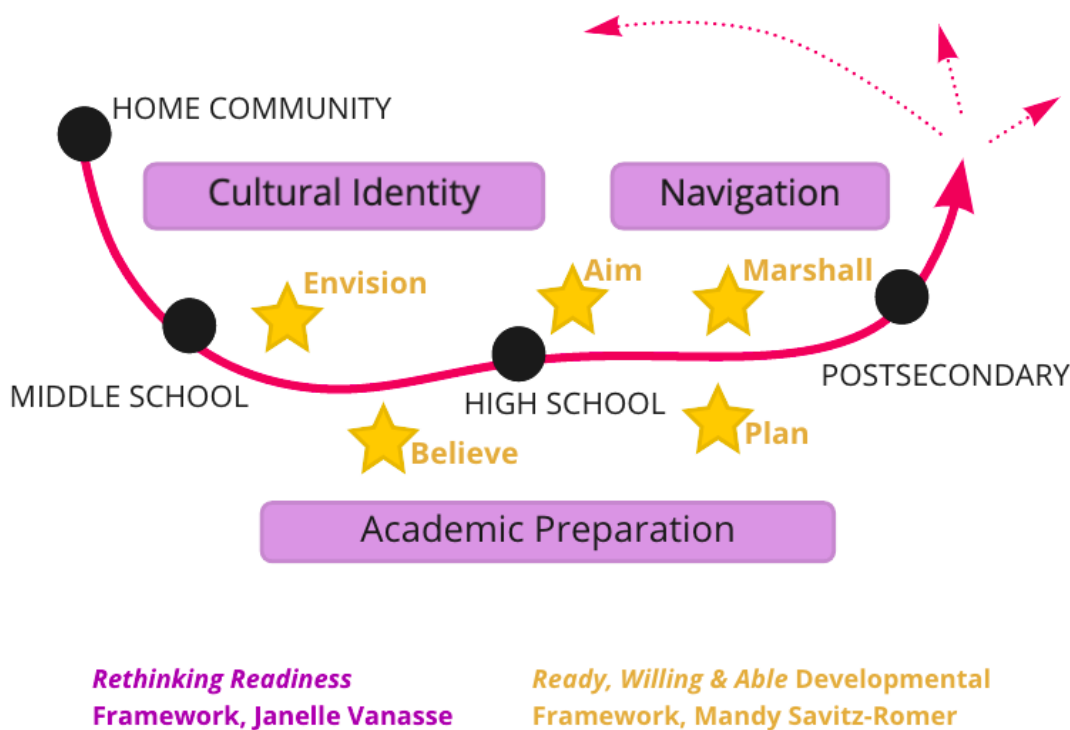 HOME COMMUNITY
Cultural Identity
Navigation
Envision
Aim
Marshall
MIDDLE SCHOOL
HIGH SCHOOL
POSTSECONDARY
Believe
Plan
Academic Preparation
Rethinking Readiness
Framework, Janelle Vanasse
Ready, Willing & Able Developmental
Framework, Mandy Savitz-Romer